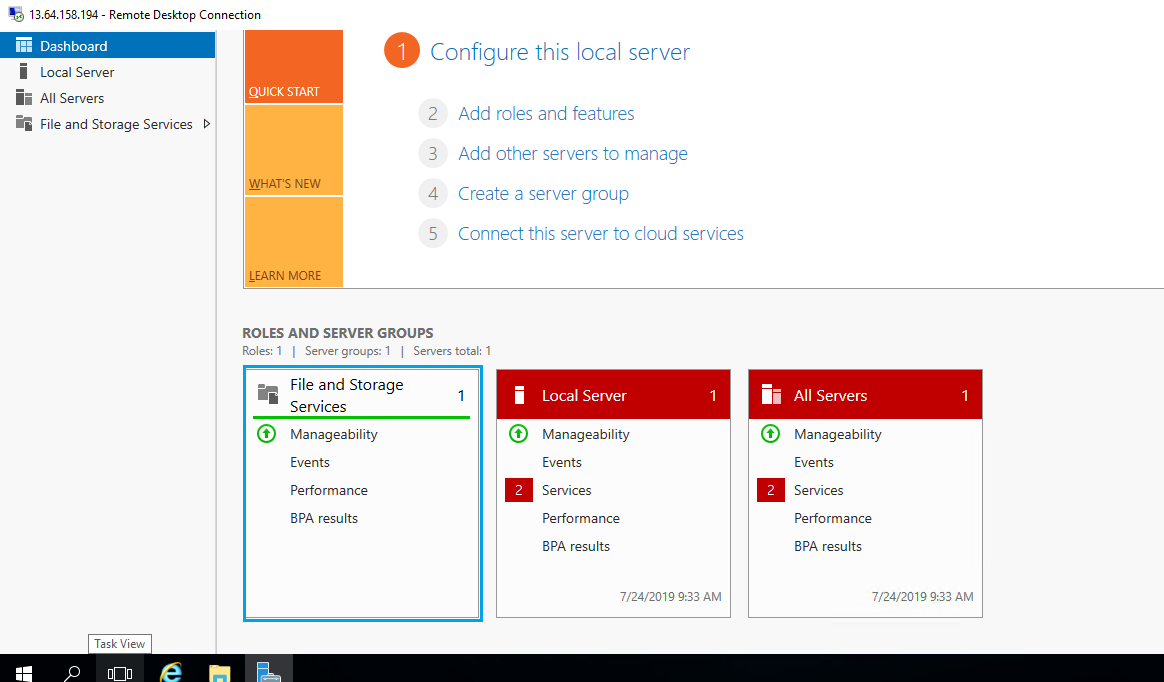 13.64.158.194 - Remote Desktop Connection
Dashboard
Local Server
All Servers
File and Storage Services
QUICK START
WHAT'S NEW
LEARN MORE
1 Configure this local server
2 Add roles and features
3 Add other servers to manage
4 Create a server group
5 Connect this server to cloud services
ROLES AND SERVER GROUPS
Roles: 1 | Server groups: 1 | Servers total: 1
File and Storage
Services
1
Manageability
Events
Performance
BPA results
Local Server 1
Manageability
Events
2 Services
Performance
BPA results
7/24/2019 9:33 AM
All Servers 1
Manageability
Events
2 Services
Performance
BPA results
7/24/2019 9:33 AM
Task View